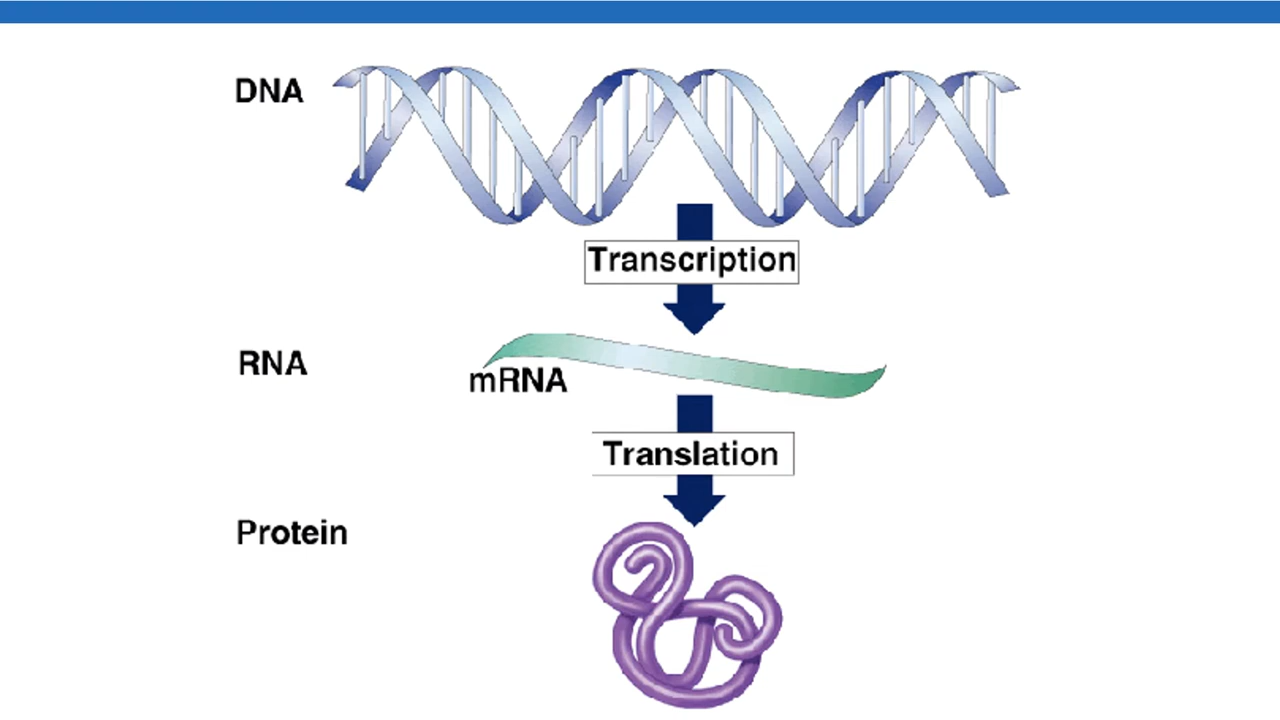 DNA
Transcription
RNA
mRNA
Translation
Protein